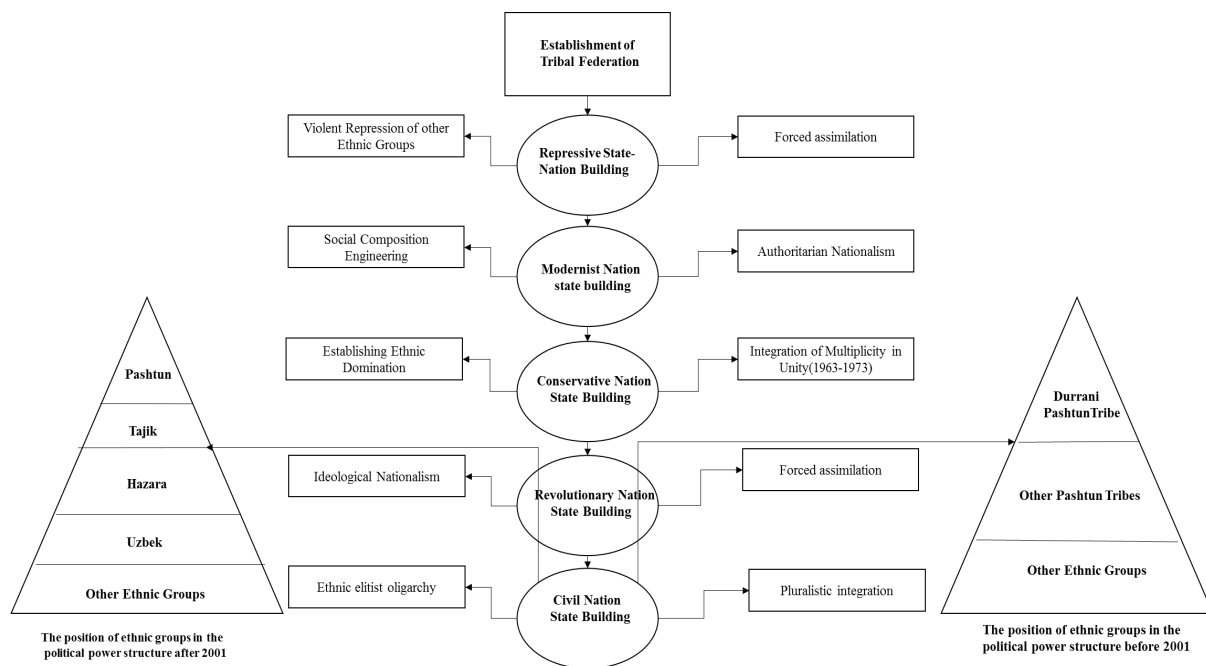 Establishment of
Tribal Federation
Violent Repression of other
Ethnic Groups
Repressive State-
Nation Building
Forced assimilation
Social Composition
Engineering
Modernist Nation
state building
Authoritarian Nationalism
Establishing Ethnic
Domination
Conservative Nation
State Building
Integration of Multiplicity in
Unity(1963-1973)
Ideological Nationalism
Revolutionary Nation
State Building
Forced assimilation
Ethnic elitist oligarchy
Civil Nation
State Building
Pluralistic integration
Pashtun
Tajik
Hazara
Uzbek
Other Ethnic Groups
The position of ethnic groups in the
political power structure after 2001
Durrani
Pashtun Tribe
Other Pashtun Tribes
Other Ethnic Groups
The position of ethnic groups in the
political power structure before 2001